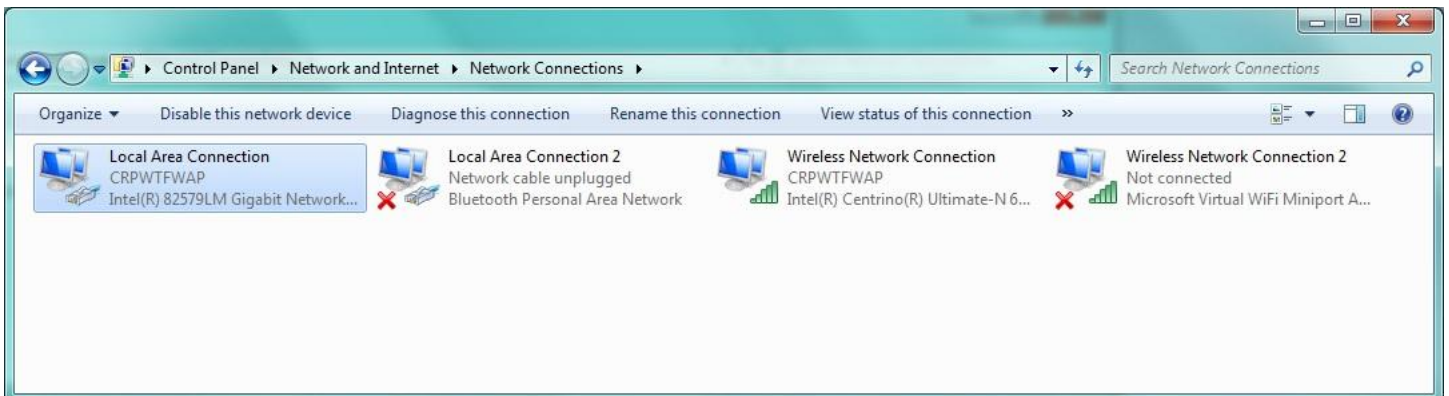 Control Panel ▸ Network and Internet ▸ Network Connections ▸
Search Network Connections
Organize Disable this network device Diagnose this connection Rename this connection View status of this connection »
Local Area Connection
CRPWTFWAP
Intel(R) 82579LM Gigabit Network...
Local Area Connection 2
Network cable unplugged
Bluetooth Personal Area Network
Wireless Network Connection
CRPWTFWAP
Intel(R) Centrino(R) Ultimate-N 6...
Wireless Network Connection 2
Not connected
Microsoft Virtual WiFi Miniport A...